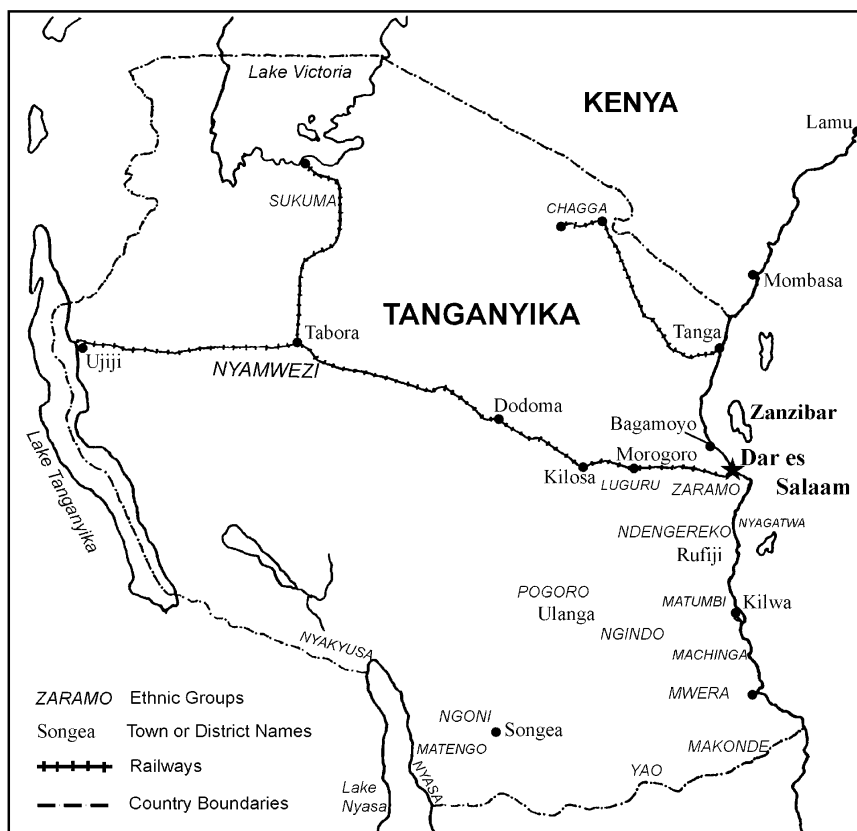 Lake Victoria
KENYA
Lamu
SUKUMA
CHAGGA
Mombasa
TANGANYIKA
Tabora
Tanga
Ujiji
NYAMWEZI
Dodoma
Zanzibar
Bagamoyo
Lake Tanganyika
Morogoro
Dar es
Salaam
Kilosa
LUGURU
ZARAMO
NYAGATWA
NDENGEREKO
Rufiji
POGORO
Ulanga
MATUMBI
Kilwa
NGINDO
NYAKYUSA
MACHINGA
MWERA
NGONI
Songea
MATENGO
MAKONDE
NYASA
YAO
Lake
Nyasa
ZARAMO Ethnic Groups
Songea Town or District Names
Railways
Country Boundaries